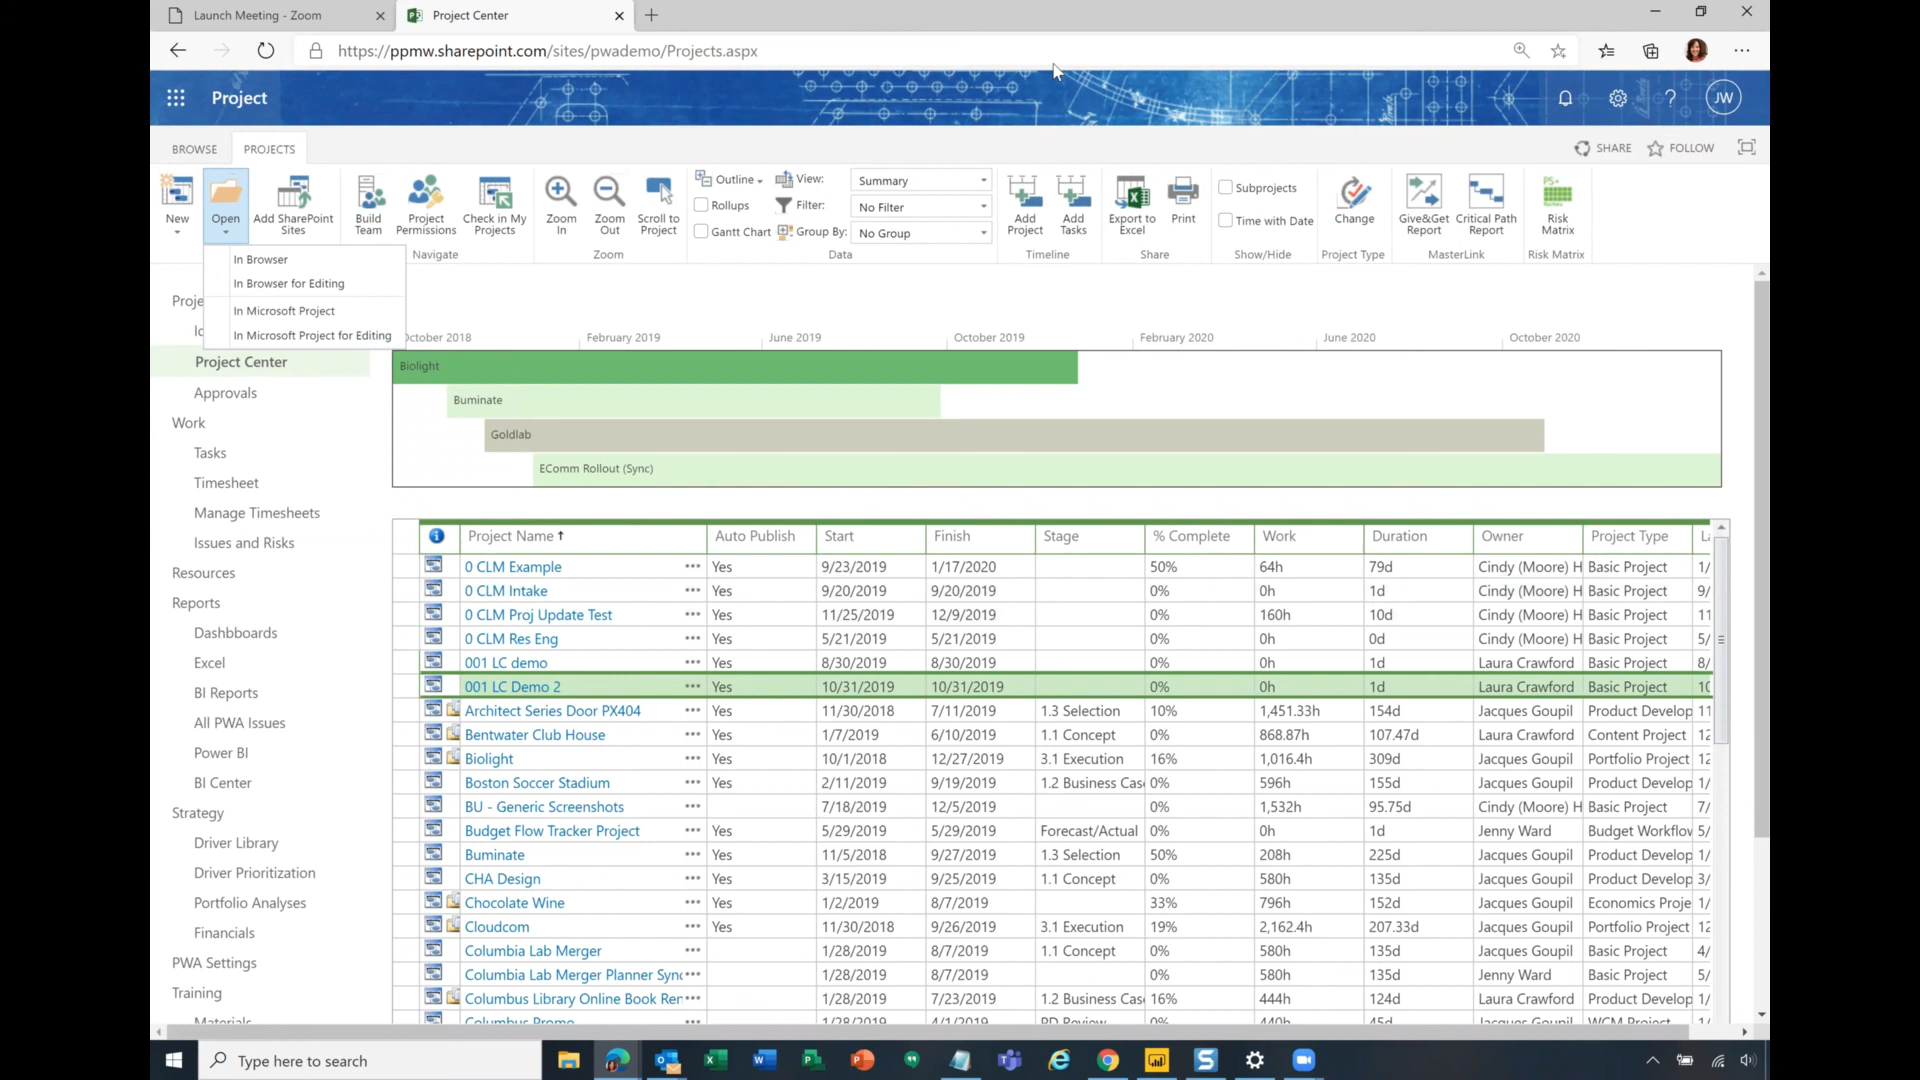 Launch Meeting - Zoom
Project Center
https://ppmw.sharepoint.com/sites/pwademo/Projects.aspx
Project
JW
BROWSE PROJECTS
SHARE FOLLOW
New
Open
Add SharePoint Sites
Build Team
Project Permissions
Check in My Projects
Navigate
Zoom In
Zoom Out
Scroll to Project
Zoom
Outline
Rollups
Gantt Chart
View: Summary
Filter: No Filter
Group By: No Group
Data
Add Project
Add Tasks
Timeline
Export to Excel
Print
Share
Subprojects
Time with Date
Show/Hide
Change
Project Type
Give&Get Report
Critical Path Report
MasterLink
Risk Matrix
Risk Matrix
In Browser
In Browser for Editing
In Microsoft Project
In Microsoft Project for Editing
Project Center
Approvals
Work
Tasks
Timesheet
Manage Timesheets
Issues and Risks
Resources
Reports
Dashbboards
Excel
BI Reports
All PWA Issues
Power BI
BI Center
Strategy
Driver Library
Driver Prioritization
Portfolio Analyses
Financials
PWA Settings
Training
February 2019 June 2019 October 2019 February 2020 June 2020 October 2020
Biolight
Buminate
Goldlab
EComm Rollout (Sync)
Project Name Auto Publish Start Finish Stage % Complete Work Duration Owner Project Type
0 CLM Example ... Yes 9/23/2019 1/17/2020 50% 64h 79d Cindy (Moore) H Basic Project 1/
0 CLM Intake ... Yes 9/20/2019 9/20/2019 0% 0h 1d Cindy (Moore) H Basic Project 9/
0 CLM Proj Update Test ... Yes 11/25/2019 12/9/2019 0% 160h 10d Cindy (Moore) H Basic Project 11
0 CLM Res Eng ... Yes 5/21/2019 5/21/2019 0% 0h 0d Cindy (Moore) H Basic Project 5/
001 LC demo ... Yes 8/30/2019 8/30/2019 0% 0h 1d Laura Crawford Basic Project 8/
001 LC Demo 2 ... Yes 10/31/2019 10/31/2019 0% 0h 1d Laura Crawford Basic Project 10
Architect Series Door PX404 ... Yes 11/30/2018 7/11/2019 1.3 Selection 10% 1,451.33h 154d Jacques Goupil Product Develop 11
Bentwater Club House ... Yes 1/7/2019 6/10/2019 1.1 Concept 0% 868.87h 107.47d Laura Crawford Content Project 12
Biolight ... Yes 10/1/2018 12/27/2019 3.1 Execution 16% 1,016.4h 309d Jacques Goupil Portfolio Project 12
Boston Soccer Stadium ... Yes 2/11/2019 9/19/2019 1.2 Business Cas 0% 596h 155d Jacques Goupil Product Develop 1/
BU - Generic Screenshots ... 7/18/2019 12/5/2019 0% 1,532h 95.75d Cindy (Moore) H Basic Project 7/
Budget Flow Tracker Project ... Yes 5/29/2019 5/29/2019 Forecast/Actual 0% 0h 1d Jenny Ward Budget Workflow 5/
Buminate ... Yes 11/5/2018 9/27/2019 1.3 Selection 50% 208h 225d Jacques Goupil Product Develop 1/
CHA Design ... Yes 3/15/2019 9/25/2019 1.1 Concept 0% 580h 135d Jacques Goupil Product Develop 3/
Chocolate Wine ... Yes 1/2/2019 8/7/2019 33% 796h 152d Jacques Goupil Economics Proje 1/
Cloudcom ... Yes 11/30/2018 9/26/2019 3.1 Execution 19% 2,162.4h 207.33d Jacques Goupil Portfolio Project 12
Columbia Lab Merger ... 1/28/2019 8/7/2019 1.1 Concept 0% 580h 135d Jacques Goupil Basic Project 4/
Columbia Lab Merger Planner Sync ... 1/28/2019 8/7/2019 0% 580h 135d Jenny Ward Basic Project 5/
Columbus Library Online Book Ren ... 1/28/2019 7/23/2019 1.2 Business Cas 16% 444h 124d Laura Crawford Product Develop 1/
Type here to search